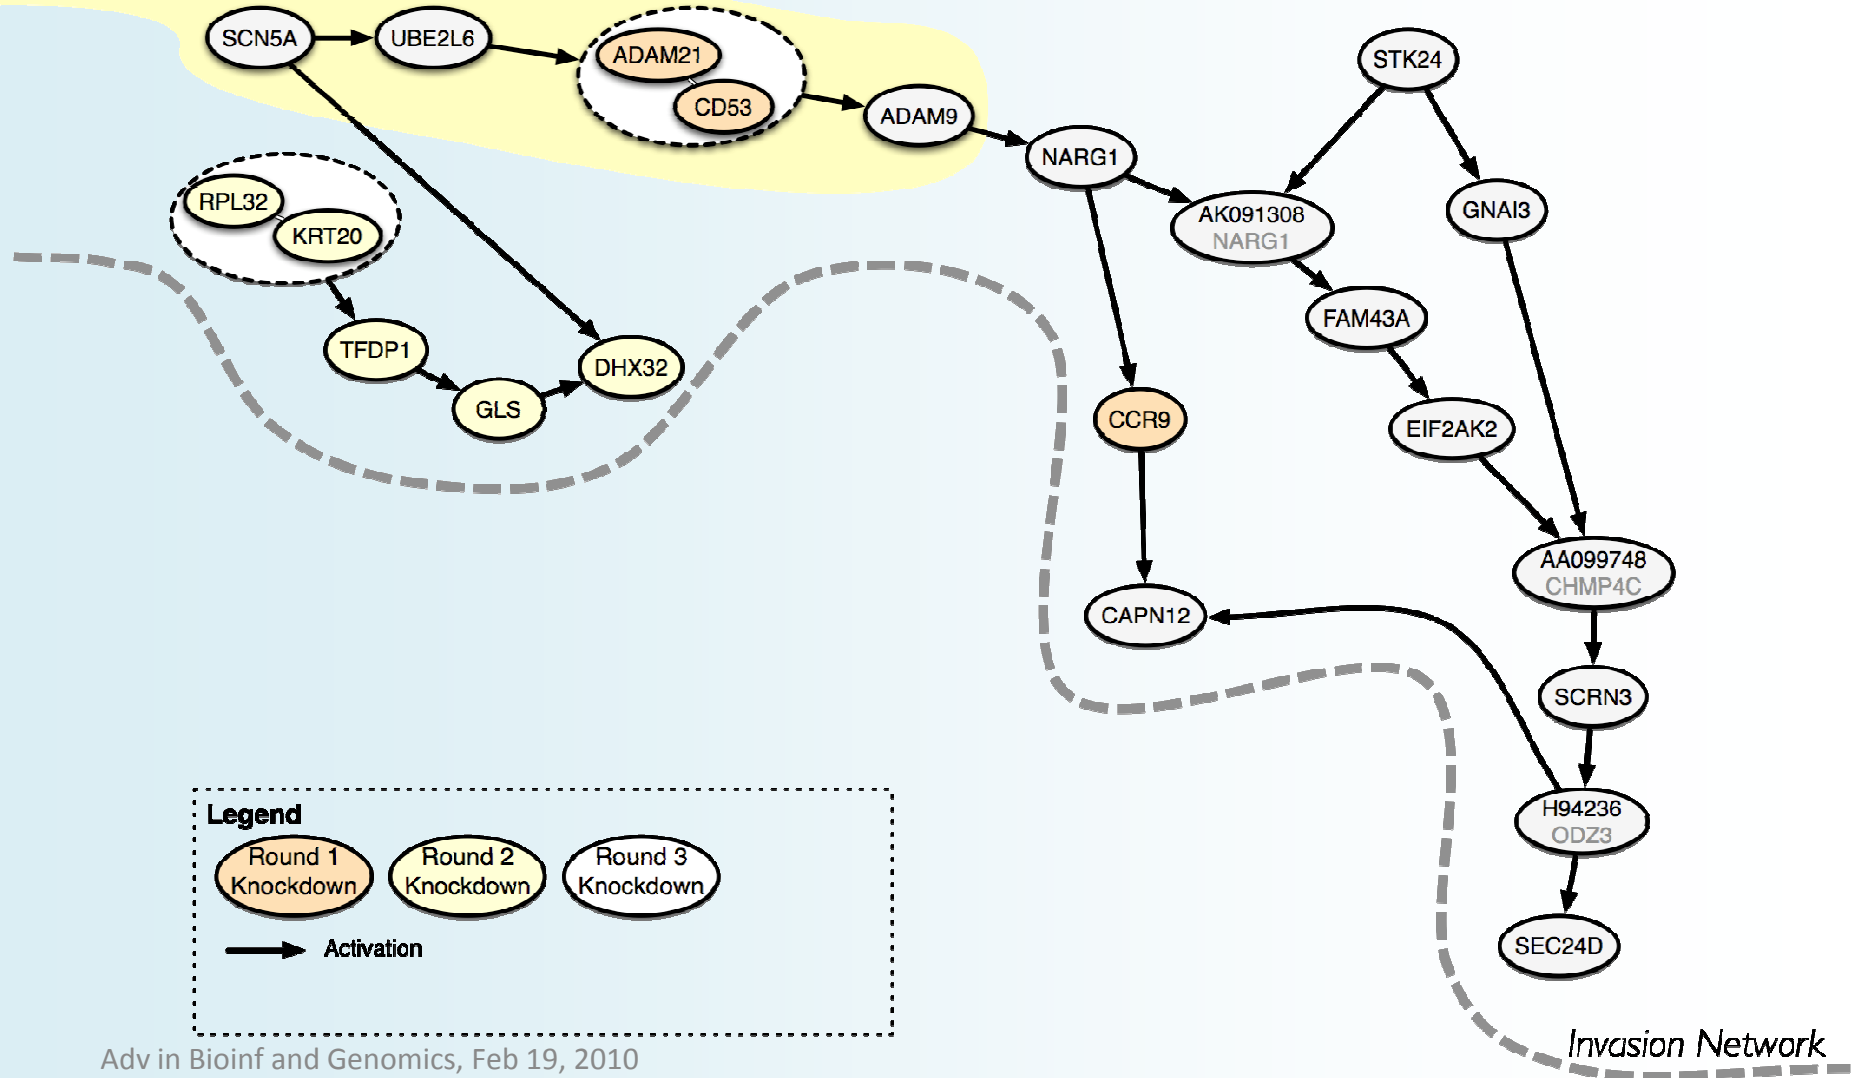 SCN5A
UBE2L6
ADAM21
CD53
ADAM9
STK24
NARG1
RPL32
KRT20
AK091308
NARG1
GNAI3
FAM43A
TFDP1
DHX32
GLS
CCR9
EIF2AK2
AA099748
CHMP4C
CAPN12
SCRN3
H94236
ODZ3
SEC24D
Legend
Round 1
Knockdown
Round 2
Knockdown
Round 3
Knockdown
Activation
Invasion Network
Adv in Bioinf and Genomics, Feb 19, 2010